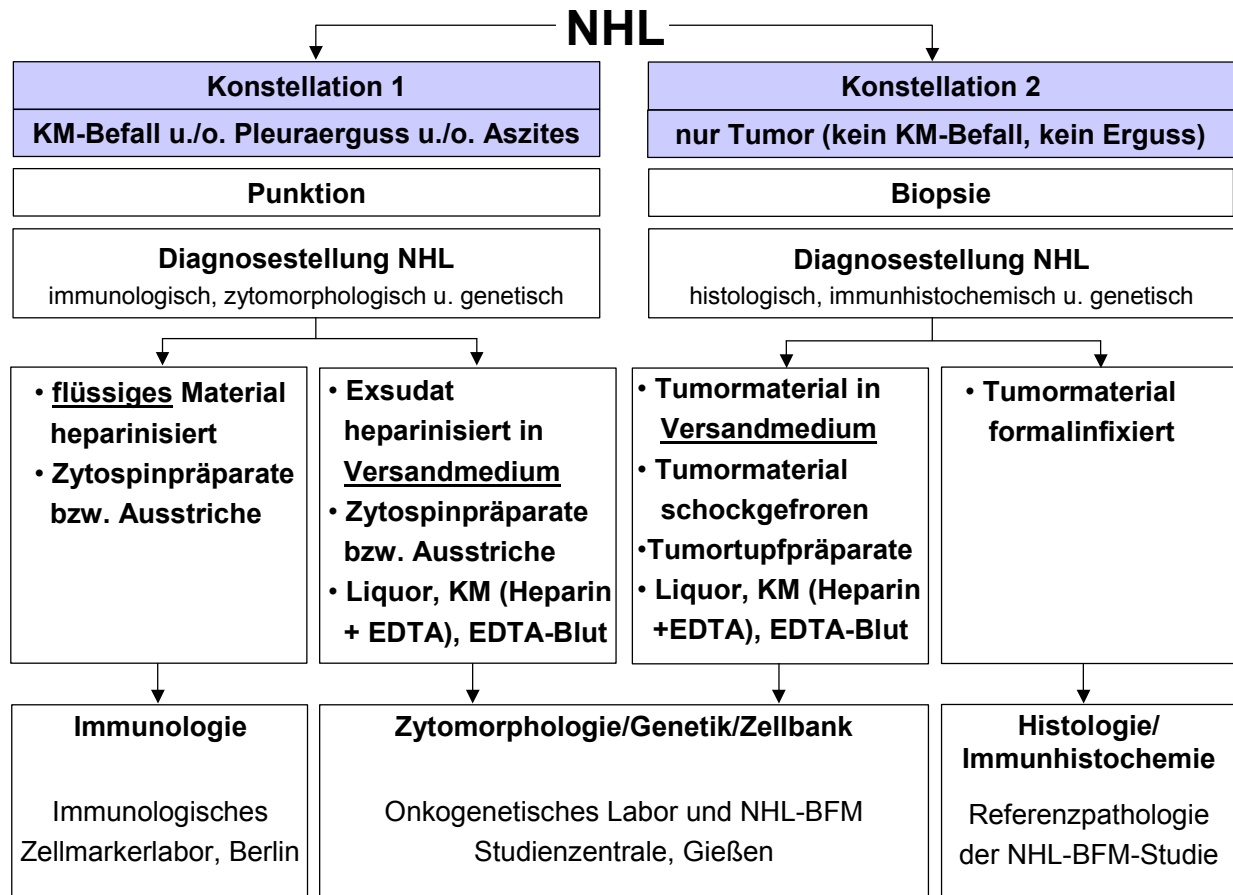 NHL
Konstellation 1
KM-Befall u./o. Pleuraerguss u./o. Aszites
Punktion
Diagnosestellung NHL
immunologisch, zytomorphologisch u. genetisch
Konstellation 2
nur Tumor (kein KM-Befall, kein Erguss)
Biopsie
Diagnosestellung NHL
histologisch, immunhistochemisch u. genetisch
• flüssiges Material
heparinisiert
• Zytospinpräparate
bzw. Ausstriche
• Exsudat
heparinisiert in
Versandmedium
• Zytospinpräparate
bzw. Ausstriche
• Liquor, KM (Heparin
+ EDTA), EDTA-Blut
• Tumormaterial in
Versandmedium
• Tumormaterial
schockgefroren
•Tumortupfpräparate
• Liquor, KM (Heparin
+EDTA), EDTA-Blut
• Tumormaterial
formalinfixiert
Immunologie
Immunologisches
Zellmarkerlabor, Berlin
Zytomorphologie/Genetik/Zellbank
Onkogenetisches Labor und NHL-BFM
Studienzentrale, Gießen
Histologie/
Immunhistochemie
Referenzpathologie
der NHL-BFM-Studie